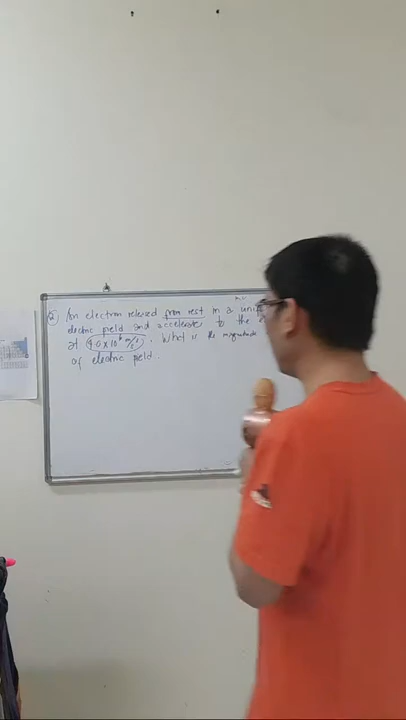 2 An electron released from rest in a
electric field and accelerates to the
at . What is the magnitude
of electric field.